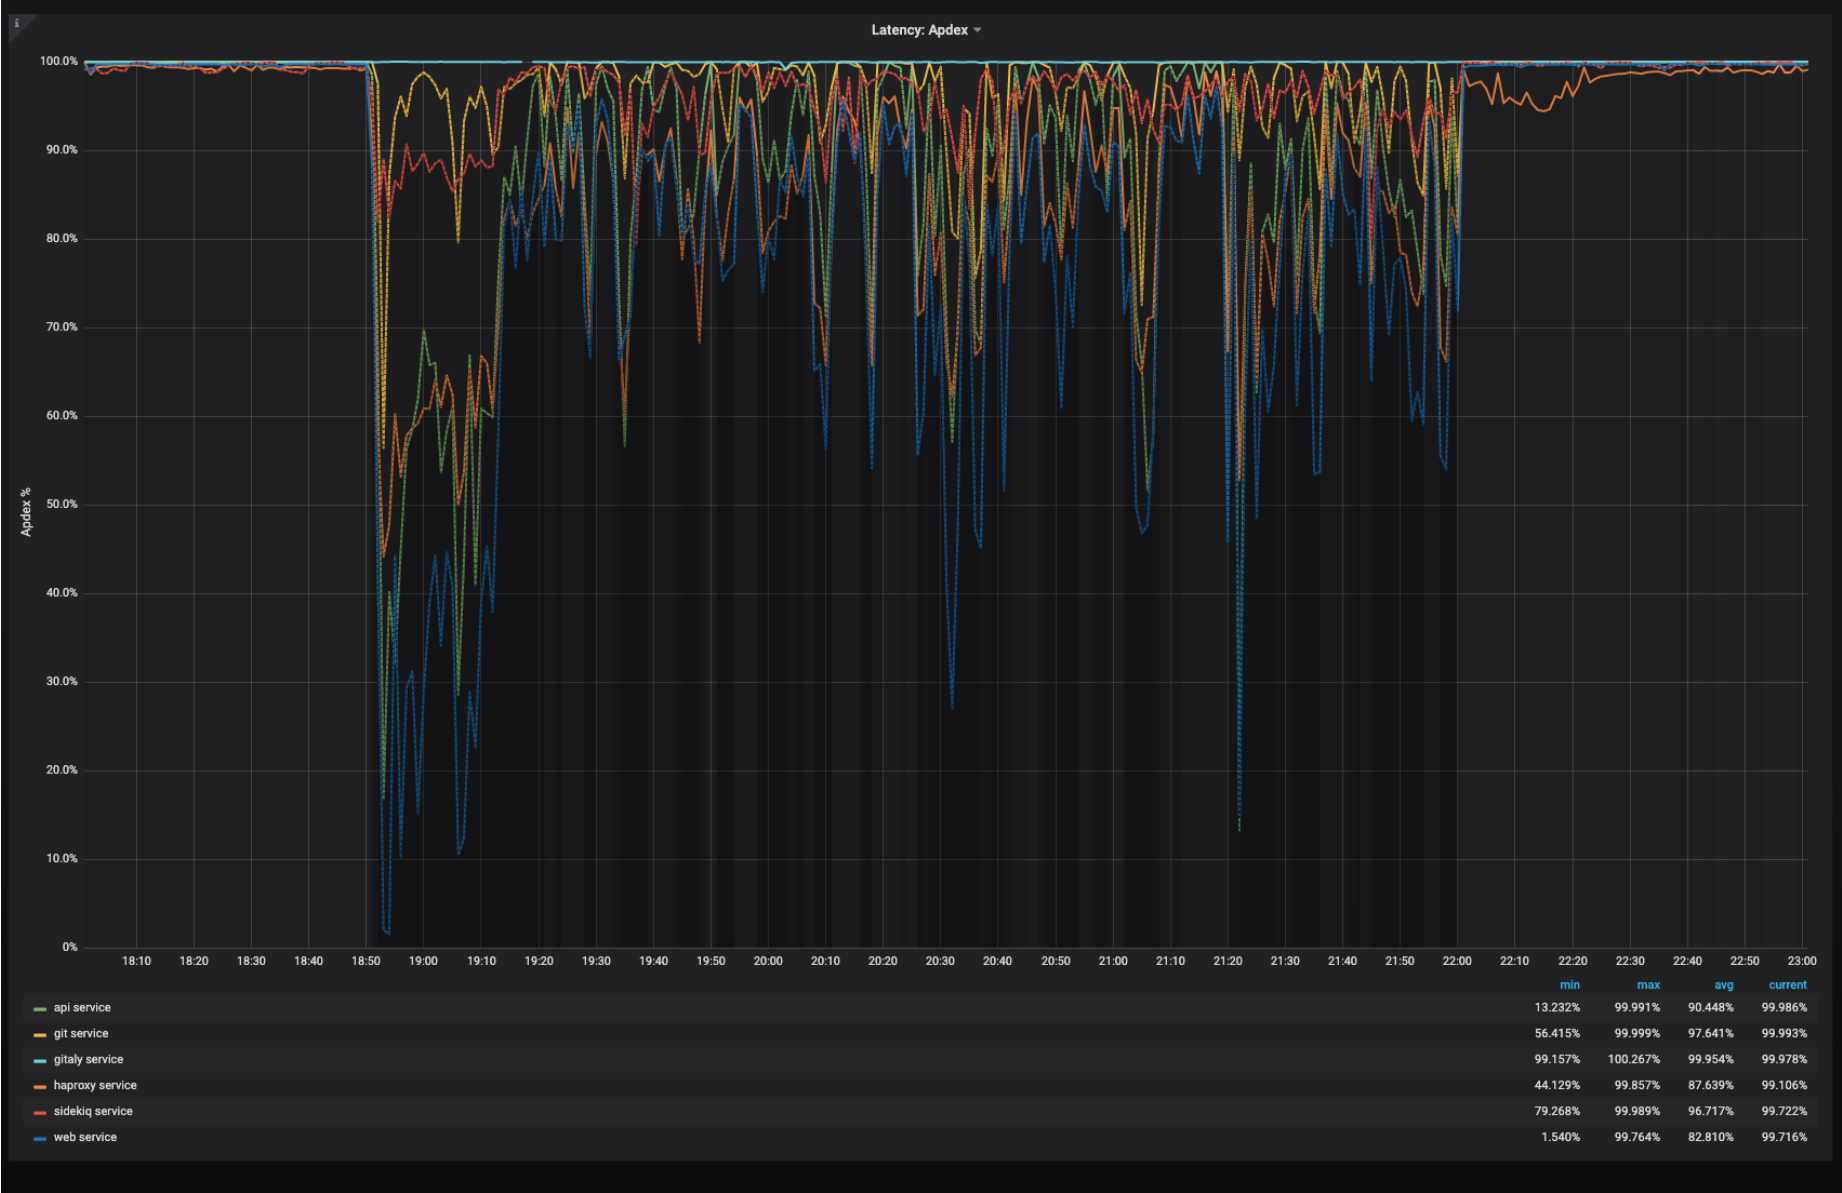 i
Latency: Apdex
100.0%
90.0%
80.0%
70.0%
60.0%
50.0%
40.0%
30.0%
20.0%
10.0%
0%
Apdex %
18:10 18:20 18:30 18:40 18:50 19:00 19:10 19:20 19:30 19:40 19:50 20:00 20:10 20:20 20:30 20:40 20:50 21:00 21:10 21:20 21:30 21:40 21:50 22:00 22:10 22:20 22:30 22:40 22:50 23:00
min max avg current
api service 13.232% 99.991% 90.448% 99.986%
git service 56.415% 99.999% 97.641% 99.993%
gitaly service 99.157% 100.267% 99.954% 99.978%
haproxy service 44.129% 99.857% 87.639% 99.106%
sidekiq service 79.268% 99.989% 96.717% 99.722%
web service 1.540% 99.764% 82.810% 99.716%